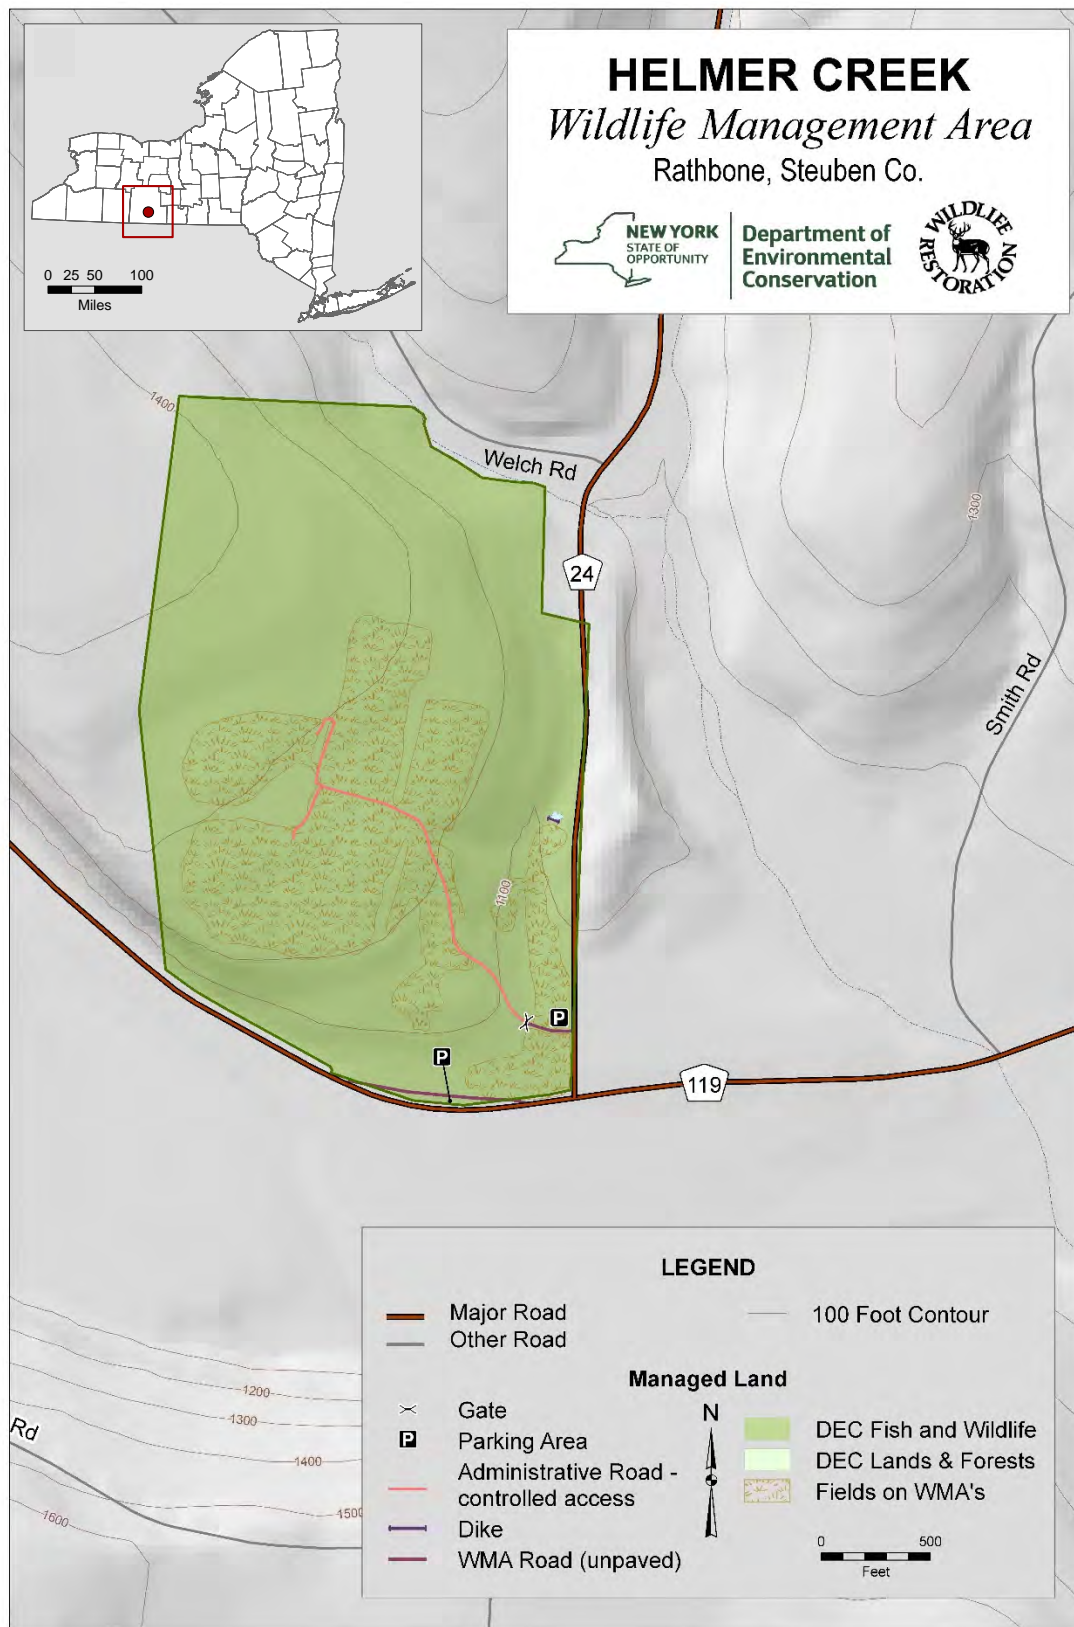 HELMER CREEK
Wildlife Management Area
Rathbone, Steuben Co.
NEW YORK
STATE OF
OPPORTUNITY
Department of
Environmental
Conservation
WILDLIFE
RESTORATION
0 25 50 100
Miles
1400
Welch Rd
1300
24
Smith Rd
1100
P
P
119
LEGEND
Major Road
100 Foot Contour
Other Road
Managed Land
Gate
N
P
Parking Area
DEC Fish and Wildlife
Administrative Road -
controlled access
DEC Lands & Forests
Fields on WMA's
Dike
WMA Road (unpaved)
0 500
Feet
1200
1300
Rd
1400
1500
1600